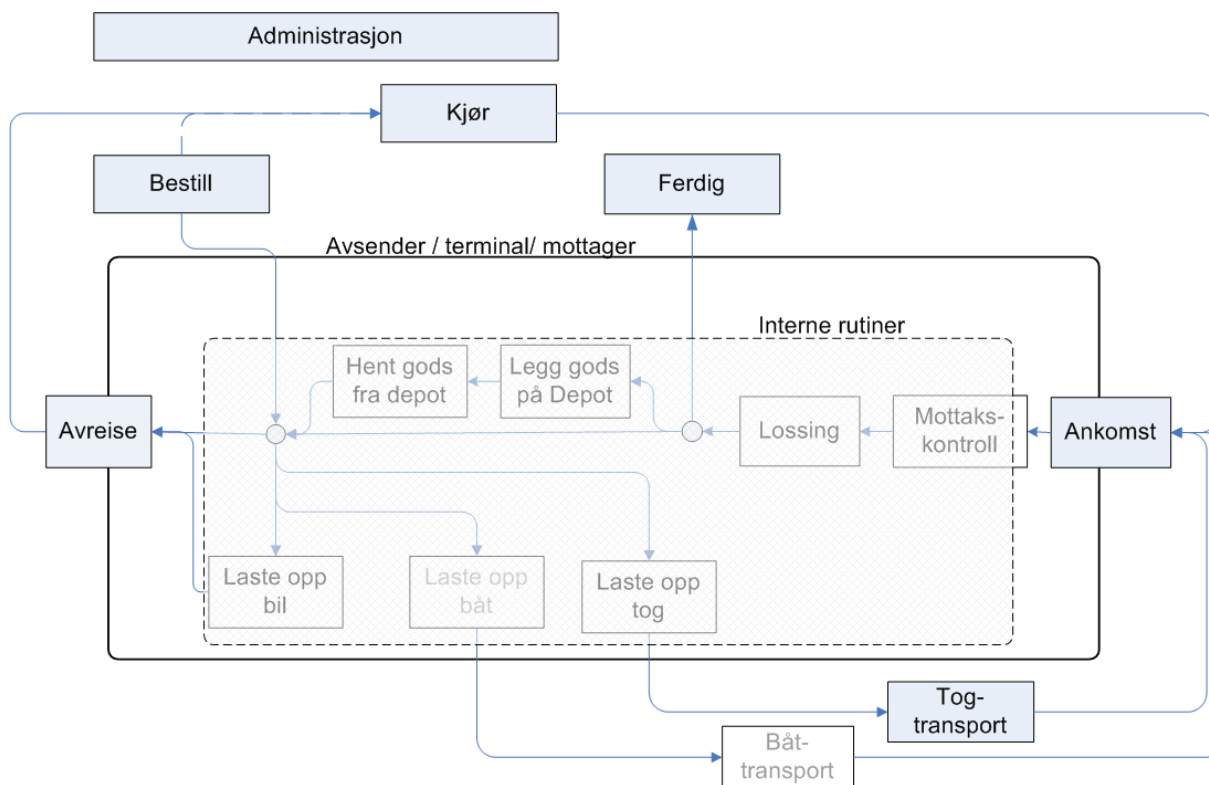 Administrasjon
Kjør
Bestill
Ferdig
Avsender / terminal/ mottager
Interne rutiner
Hent gods
fra depot
Legg gods
på Depot
Avreise
Lossing
Mottaks-
kontroll
Ankomst
Laste opp
bil
Laste opp
båt
Laste opp
tog
Tog-
transport
Båt-
transport